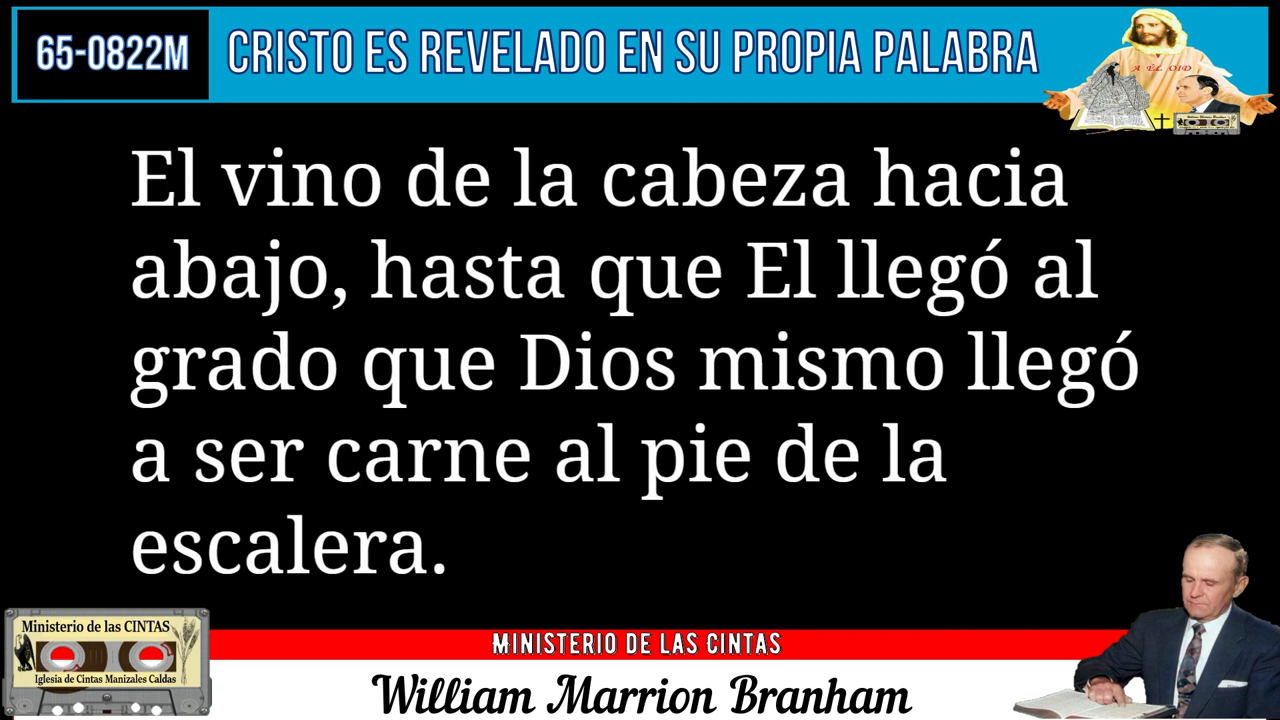 65-0822M
CRISTO ES REVELADO EN SU PROPIA PALABRA
A ÉL OID
El vino de la cabeza hacia
abajo, hasta que El llegó al
grado que Dios mismo llegó
a ser carne al pie de la
escalera.
Ministerio de las CINTAS
Iglesia de Cintas Manizales Caldas
MINISTERIO DE LAS CINTAS
William Marrion Branham